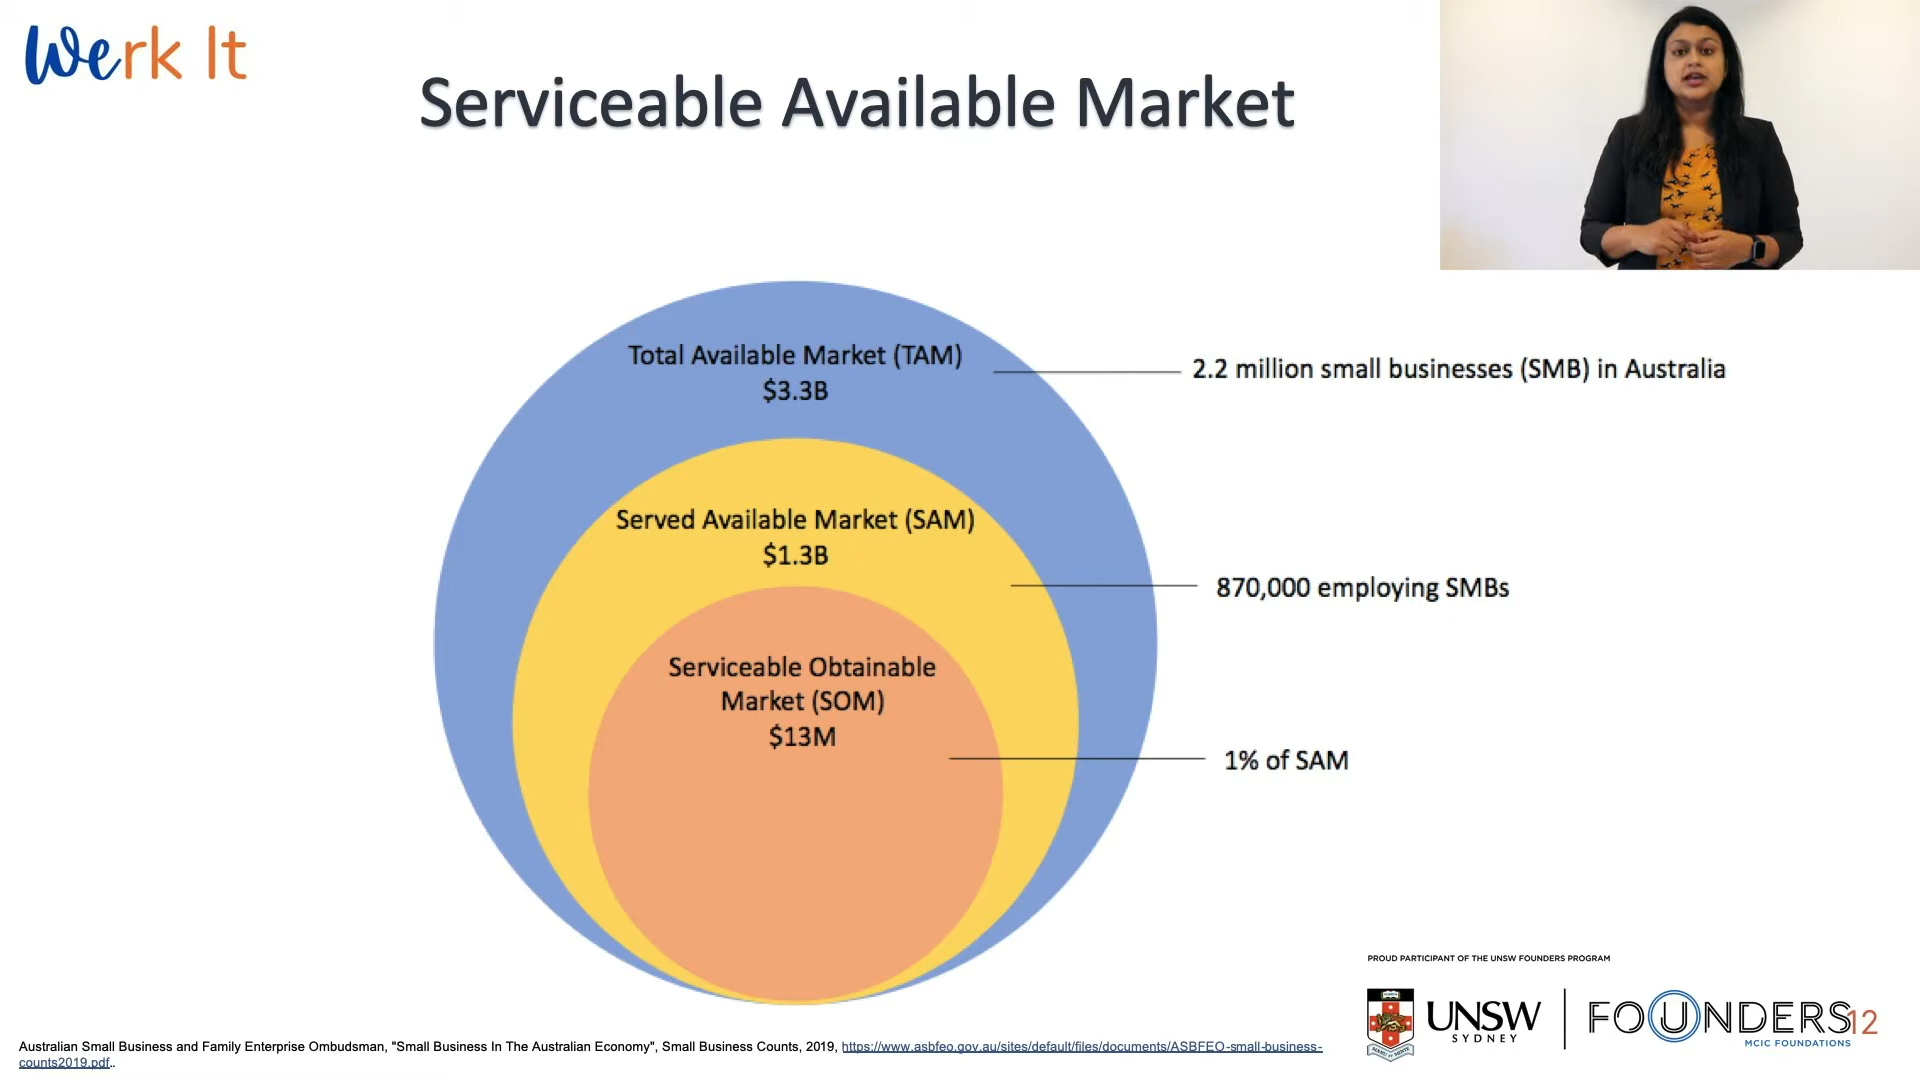 Werk It
Serviceable Available Market
Total Available Market (TAM)
$3.3B
2.2 million small businesses (SMB) in Australia
Served Available Market (SAM)
$1.3B
870,000 employing SMBs
Serviceable Obtainable
Market (SOM)
$13M
1% of SAM
PROUD PARTICIPANT OF THE UNSW FOUNDERS PROGRAM
UNSW
SYDNEY
FOUNDERS12
MCIC FOUNDATIONS
Australian Small Business and Family Enterprise Ombudsman, "Small Business In The Australian Economy", Small Business Counts, 2019, https://www.asbfeo.gov.au/sites/default/files/documents/ASBFEO-small-business-
counts2019.pdf..